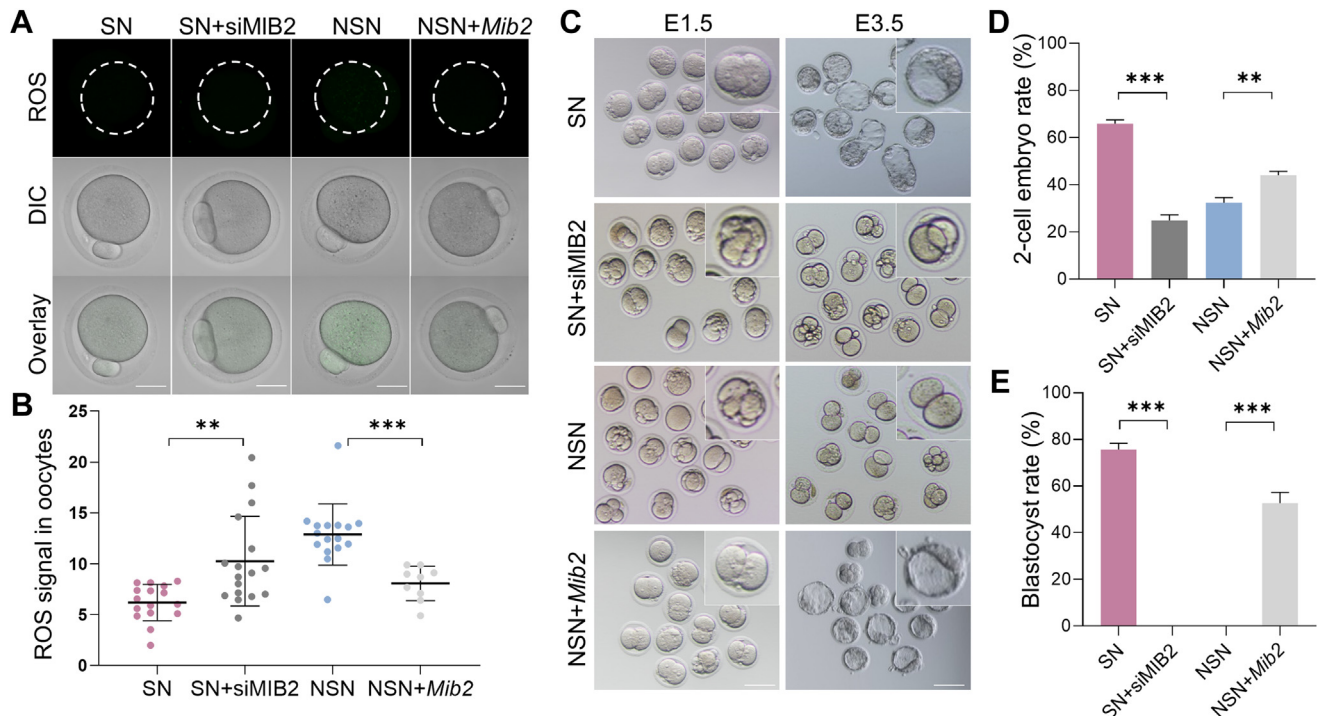 A
SN
SN+siMIB2
NSN
NSN+Mib2
ROS
DIC
Overlay
B
ROS signal in oocytes
25
20
15
10
5
0
**
***
SN
SN+siMIB2
NSN
NSN+Mib2
C
E1.5
E3.5
SN
SN+siMIB2
NSN
NSN+Mib2
D
2-cell embryo rate (%)
100
80
60
40
20
0
***
**
SN
SN+siMIB2
NSN
NSN+Mib2
E
Blastocyst rate (%)
100
80
60
40
20
0
***
***
SN
SN+siMIB2
NSN
NSN+Mib2